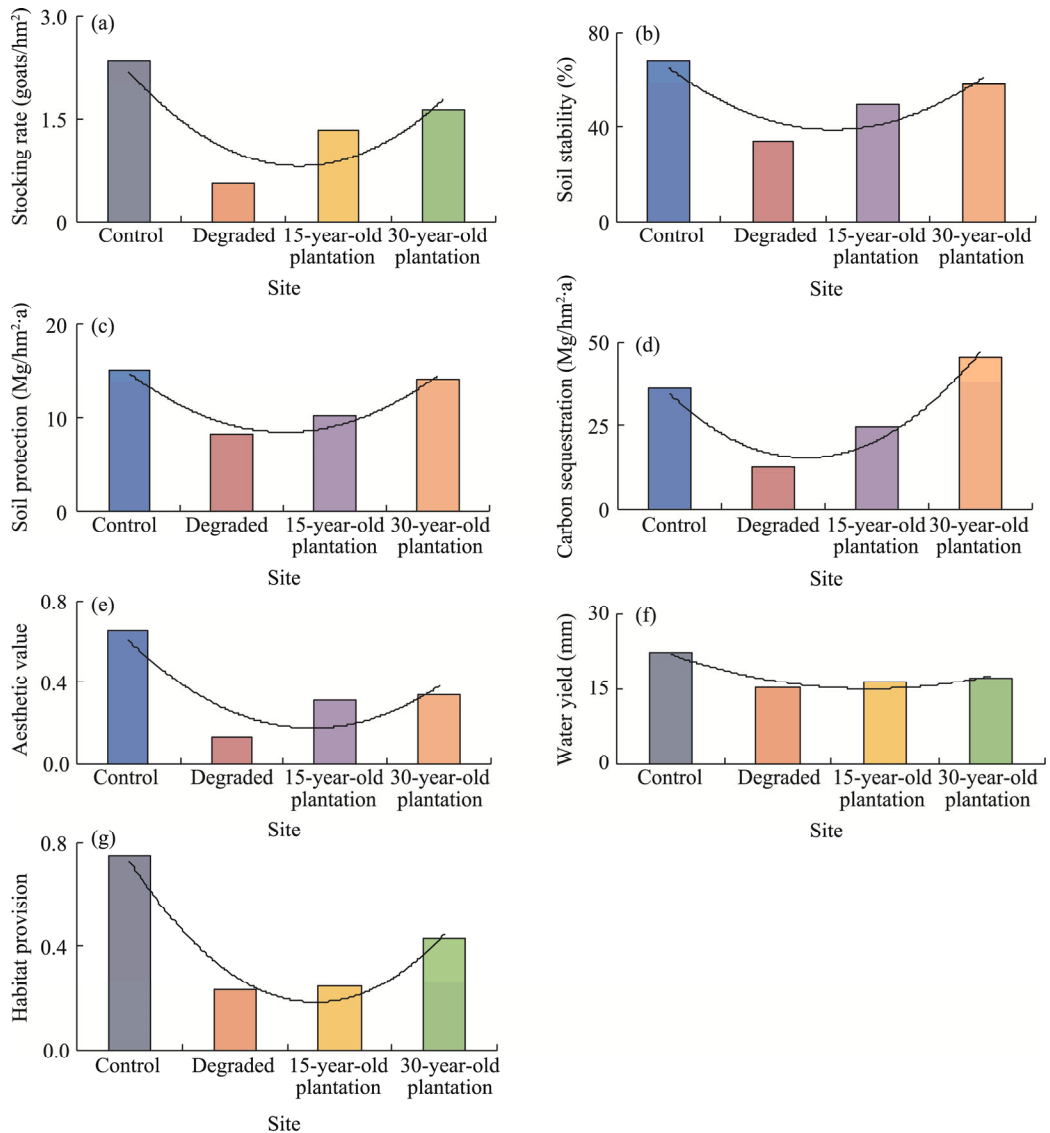 (a)
Stocking rate (goats/hm²)
3.0
1.5
0
Control
Degraded
15-year-old
plantation
30-year-old
plantation
Site
(b)
Soil stability (%)
80
40
0
Control
Degraded
15-year-old
plantation
30-year-old
plantation
Site
(c)
Soil protection (Mg/hm²·a)
20
10
0
Control
Degraded
15-year-old
plantation
30-year-old
plantation
Site
(d)
Carbon sequestration (Mg/hm²·a)
50
25
0
Control
Degraded
15-year-old
plantation
30-year-old
plantation
Site
(e)
Aesthetic value
0.8
0.4
0.0
Control
Degraded
15-year-old
plantation
30-year-old
plantation
Site
(f)
Water yield (mm)
30
15
0
Control
Degraded
15-year-old
plantation
30-year-old
plantation
Site
(g)
Habitat provision
0.8
0.4
0.0
Control
Degraded
15-year-old
plantation
30-year-old
plantation
Site